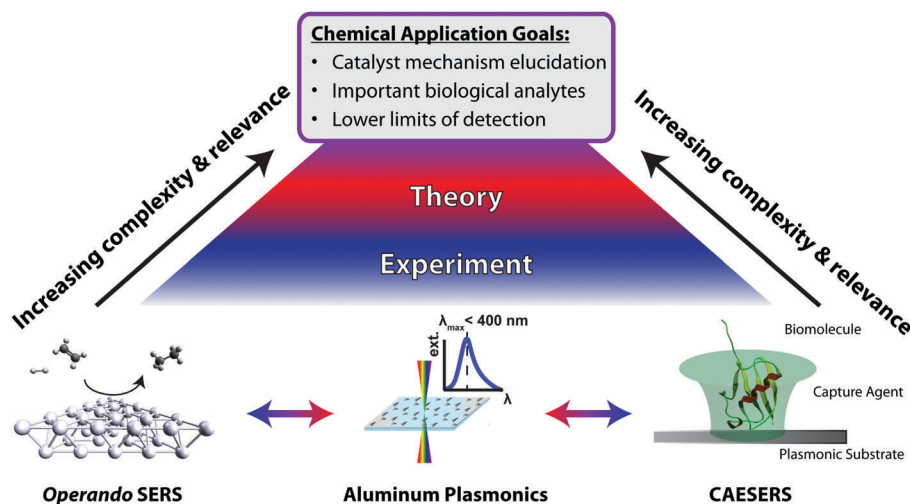 Chemical Application Goals:
• Catalyst mechanism elucidation
• Important biological analytes
• Lower limits of detection
Increasing complexity & relevance
Increasing complexity & relevance
Theory
Experiment
λmax < 400 nm
ext.
λ
Biomolecule
Capture Agent
Plasmonic Substrate
Operando SERS
Aluminum Plasmonics
CAESERS